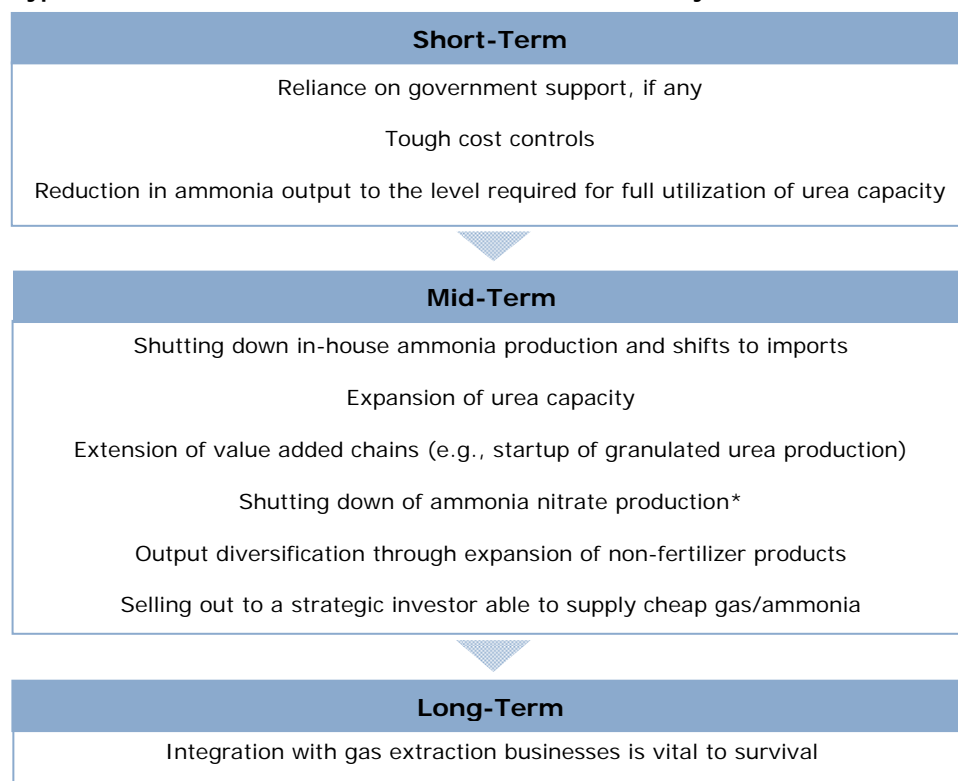 Short-Term
Reliance on government support, if any
Tough cost controls
Reduction in ammonia output to the level required for full utilization of urea capacity
Mid-Term
Shutting down in-house ammonia production and shifts to imports
Expansion of urea capacity
Extension of value added chains (e.g., startup of granulated urea production)
Shutting down of ammonia nitrate production*
Output diversification through expansion of non-fertilizer products
Selling out to a strategic investor able to supply cheap gas/ammonia
Long-Term
Integration with gas extraction businesses is vital to survival